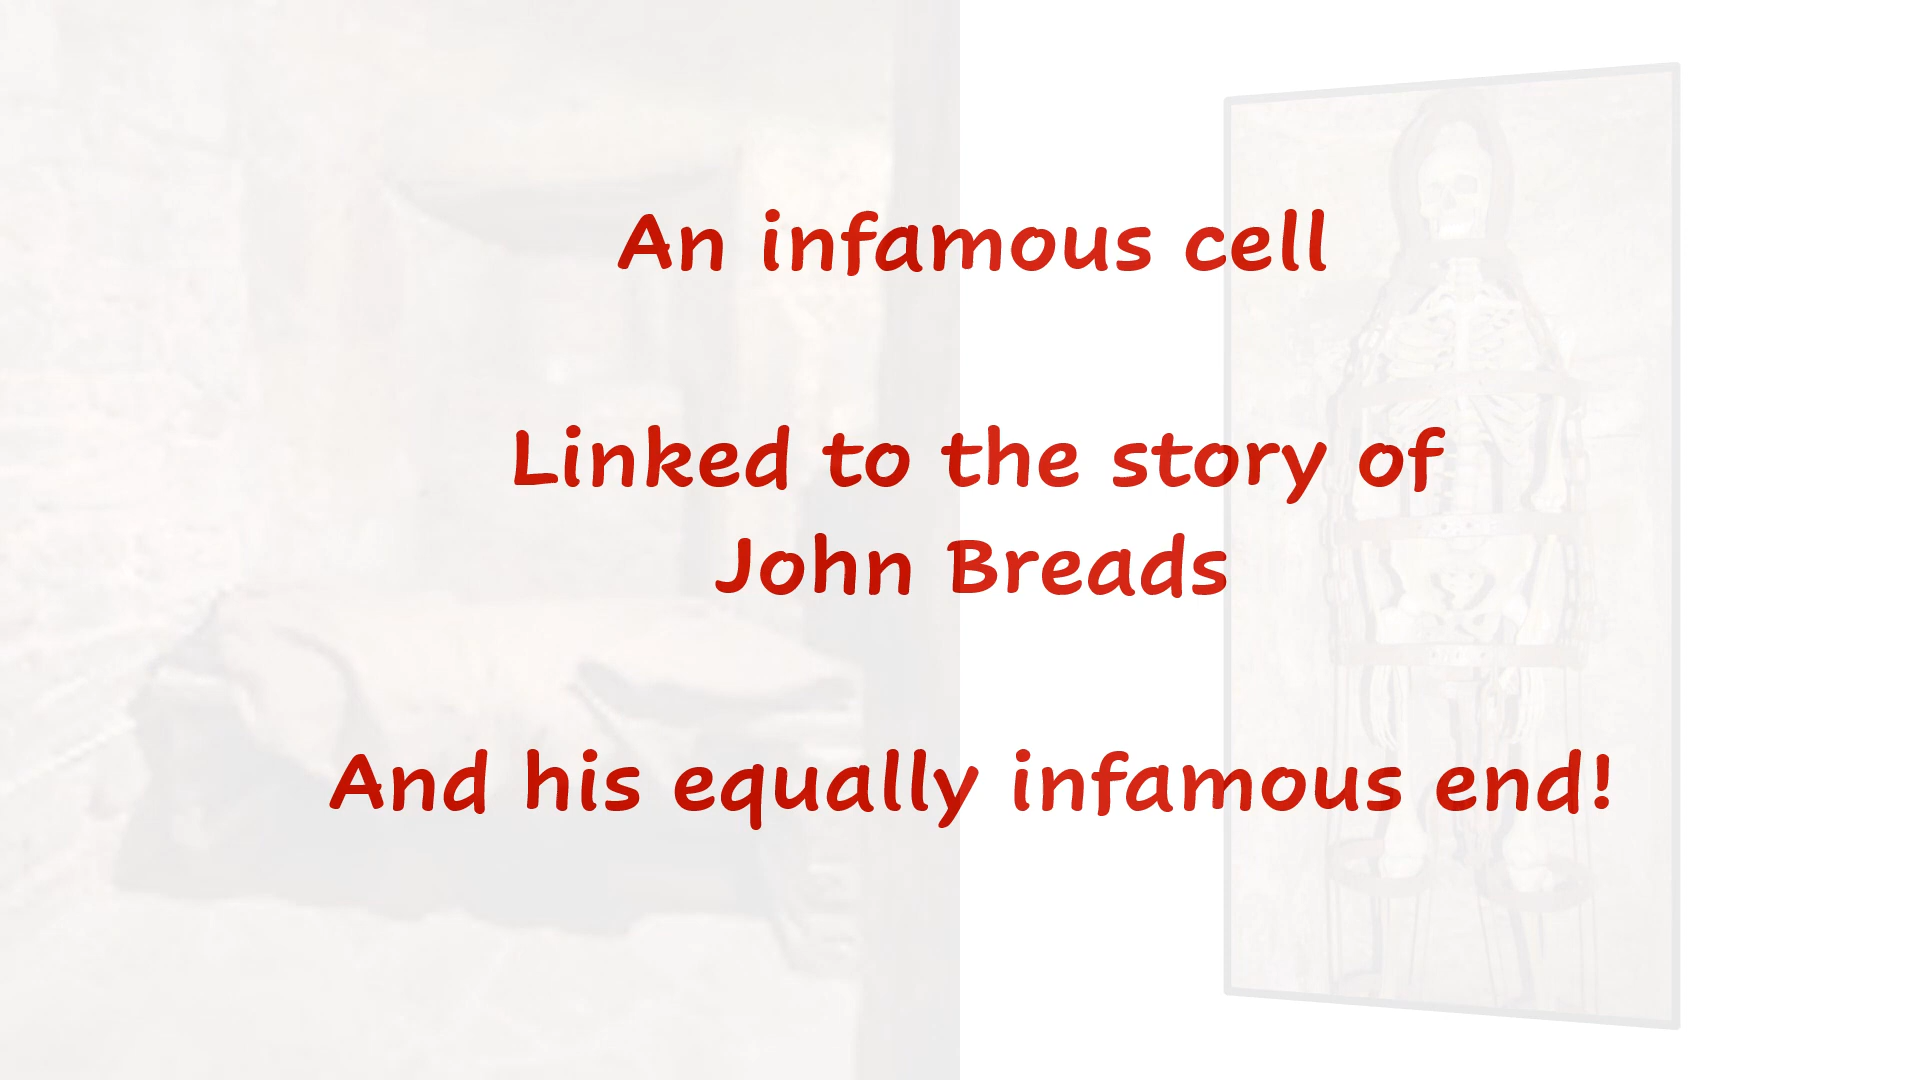 An infamous cell
Linked to the story of
John Breads
And his equally infamous end!